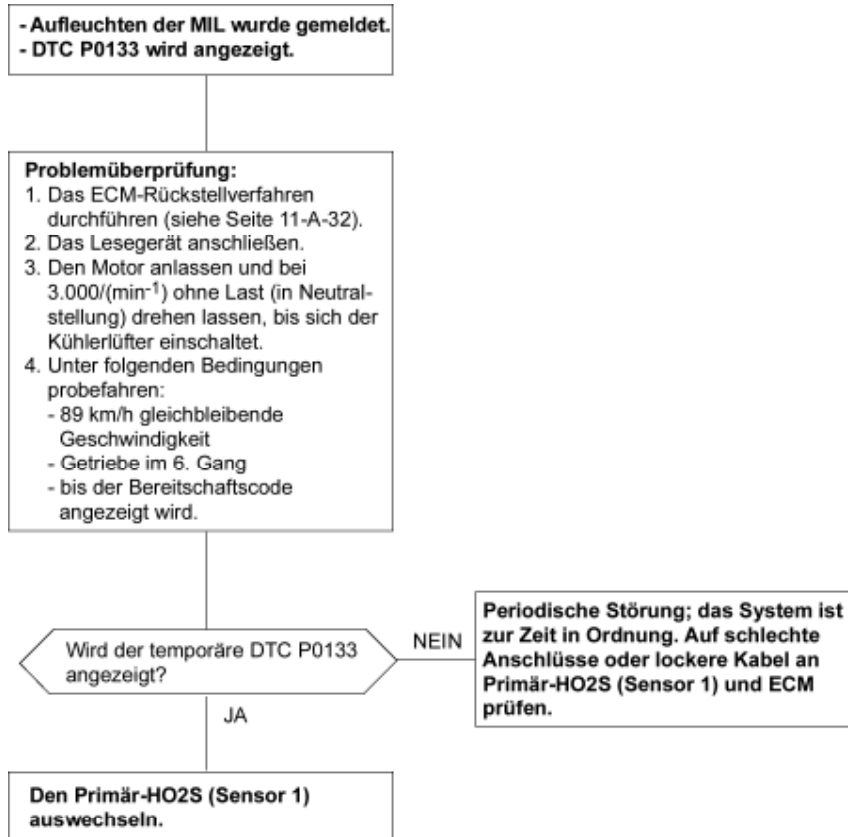 - Aufleuchten der MIL wurde gemeldet.
- DTC P0133 wird angezeigt.
Problemüberprüfung:
1. Das ECM-Rückstellverfahren
durchführen (siehe Seite 11-A-32).
2. Das Lesegerät anschließen.
3. Den Motor anlassen und bei
3.000/(min⁻¹) ohne Last (in Neutral-
stellung) drehen lassen, bis sich der
Kühlerlüfter einschaltet.
4. Unter folgenden Bedingungen
probefahren:
- 89 km/h gleichbleibende
Geschwindigkeit
- Getriebe im 6. Gang
- bis der Bereitschaftscode
angezeigt wird.
Wird der temporäre DTC P0133
angezeigt?
NEIN
Periodische Störung; das System ist
zur Zeit in Ordnung. Auf schlechte
Anschlüsse oder lockere Kabel an
Primär-HO2S (Sensor 1) und ECM
prüfen.
JA
Den Primär-HO2S (Sensor 1)
auswechseln.